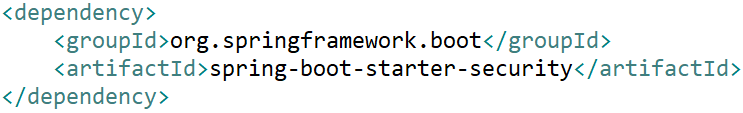 <dependency>
    <groupId>org.springframework.boot</groupId>
    <artifactId>spring-boot-starter-security</artifactId>
</dependency>